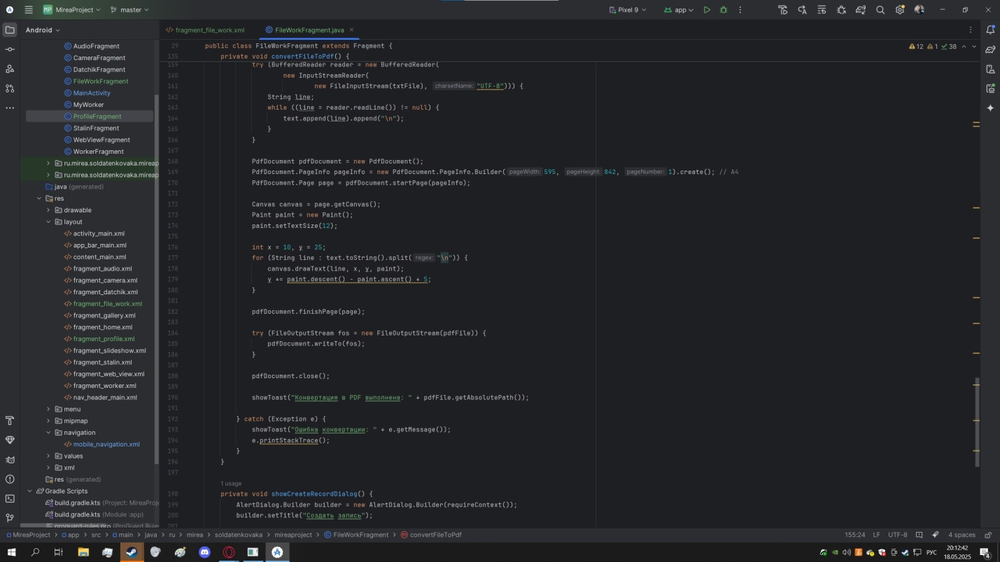 MP MireaProject master Pixel 9 app
Android
fragment_file_work.xml FileWorkFragment.java
AudioFragment
CameraFragment
DatchikFragment
FileWorkFragment
MainActivity
MyWorker
ProfileFragment
StalinFragment
WebViewFragment
WorkerFragment
ru.mirea.soldatenkovaka.mireap
ru.mirea.soldatenkovaka.mireap
java (generated)
res
drawable
layout
activity_main.xml
app_bar_main.xml
content_main.xml
fragment_audio.xml
fragment_camera.xml
fragment_datchik.xml
fragment_file_work.xml
fragment_gallery.xml
fragment_home.xml
fragment_profile.xml
fragment_slideshow.xml
fragment_stalin.xml
fragment_web_view.xml
fragment_worker.xml
nav_header_main.xml
menu
mipmap
navigation
mobile_navigation.xml
values
xml
res (generated)
Gradle Scripts
build.gradle.kts (Project: MireaProje
build.gradle.kts (Module :app)
proguard-rules.pro (ProGuard Rules
12 1 38
29 public class FileWorkFragment extends Fragment {
135 private void convertFileToPdf() {
159 try (BufferedReader reader = new BufferedReader(
160 new InputStreamReader(
161 new FileInputStream(txtFile), charsetName: "UTF-8"))) {
162 String line;
163 while ((line = reader.readLine()) != null) {
164 text.append(line).append("\n");
165 }
166 }
167
168 PdfDocument pdfDocument = new PdfDocument();
169 PdfDocument.PageInfo pageInfo = new PdfDocument.PageInfo.Builder( pageWidth: 595, pageHeight: 842, pageNumber: 1).create(); // A4
170 PdfDocument.Page page = pdfDocument.startPage(pageInfo);
171
172 Canvas canvas = page.getCanvas();
173 Paint paint = new Paint();
174 paint.setTextSize(12);
175
176 int x = 10, y = 25;
177 for (String line : text.toString().split( regex: "\n")) {
178 canvas.drawText(line, x, y, paint);
179 y += paint.descent() - paint.ascent() + 5;
180 }
181
182 pdfDocument.finishPage(page);
183
184 try (FileOutputStream fos = new FileOutputStream(pdfFile)) {
185 pdfDocument.writeTo(fos);
186 }
187
188 pdfDocument.close();
189
190 showToast("Конвертация в PDF выполнена: " + pdfFile.getAbsolutePath());
191
192 } catch (Exception e) {
193 showToast("Ошибка конвертации: " + e.getMessage());
194 e.printStackTrace();
195 }
196 }
197
1 usage
198 private void showCreateRecordDialog() {
199 AlertDialog.Builder builder = new AlertDialog.Builder(requireContext());
200 builder.setTitle("Создать запись");
201
MireaProject app src main java ru mirea soldatenkovaka mireaproject FileWorkFragment convertFileToPdf 155:24 LF UTF-8 4 spaces
РУС
20:12:42
18.05.2025
4